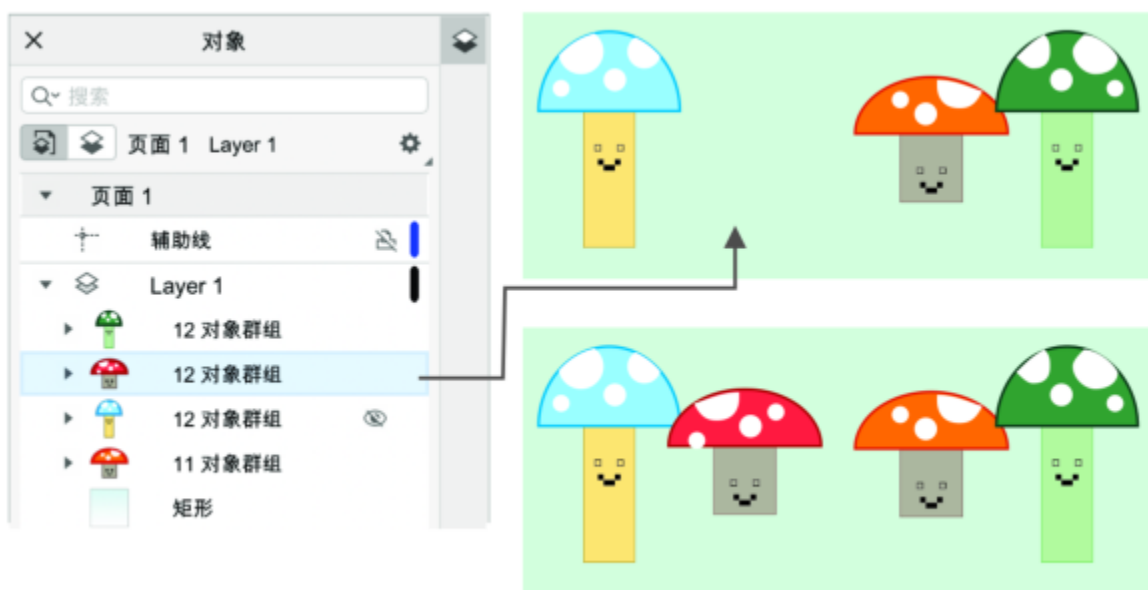 对象
搜索
页面 1 Layer 1
页面 1
辅助线
Layer 1
12 对象群组
12 对象群组
12 对象群组
11 对象群组
矩形